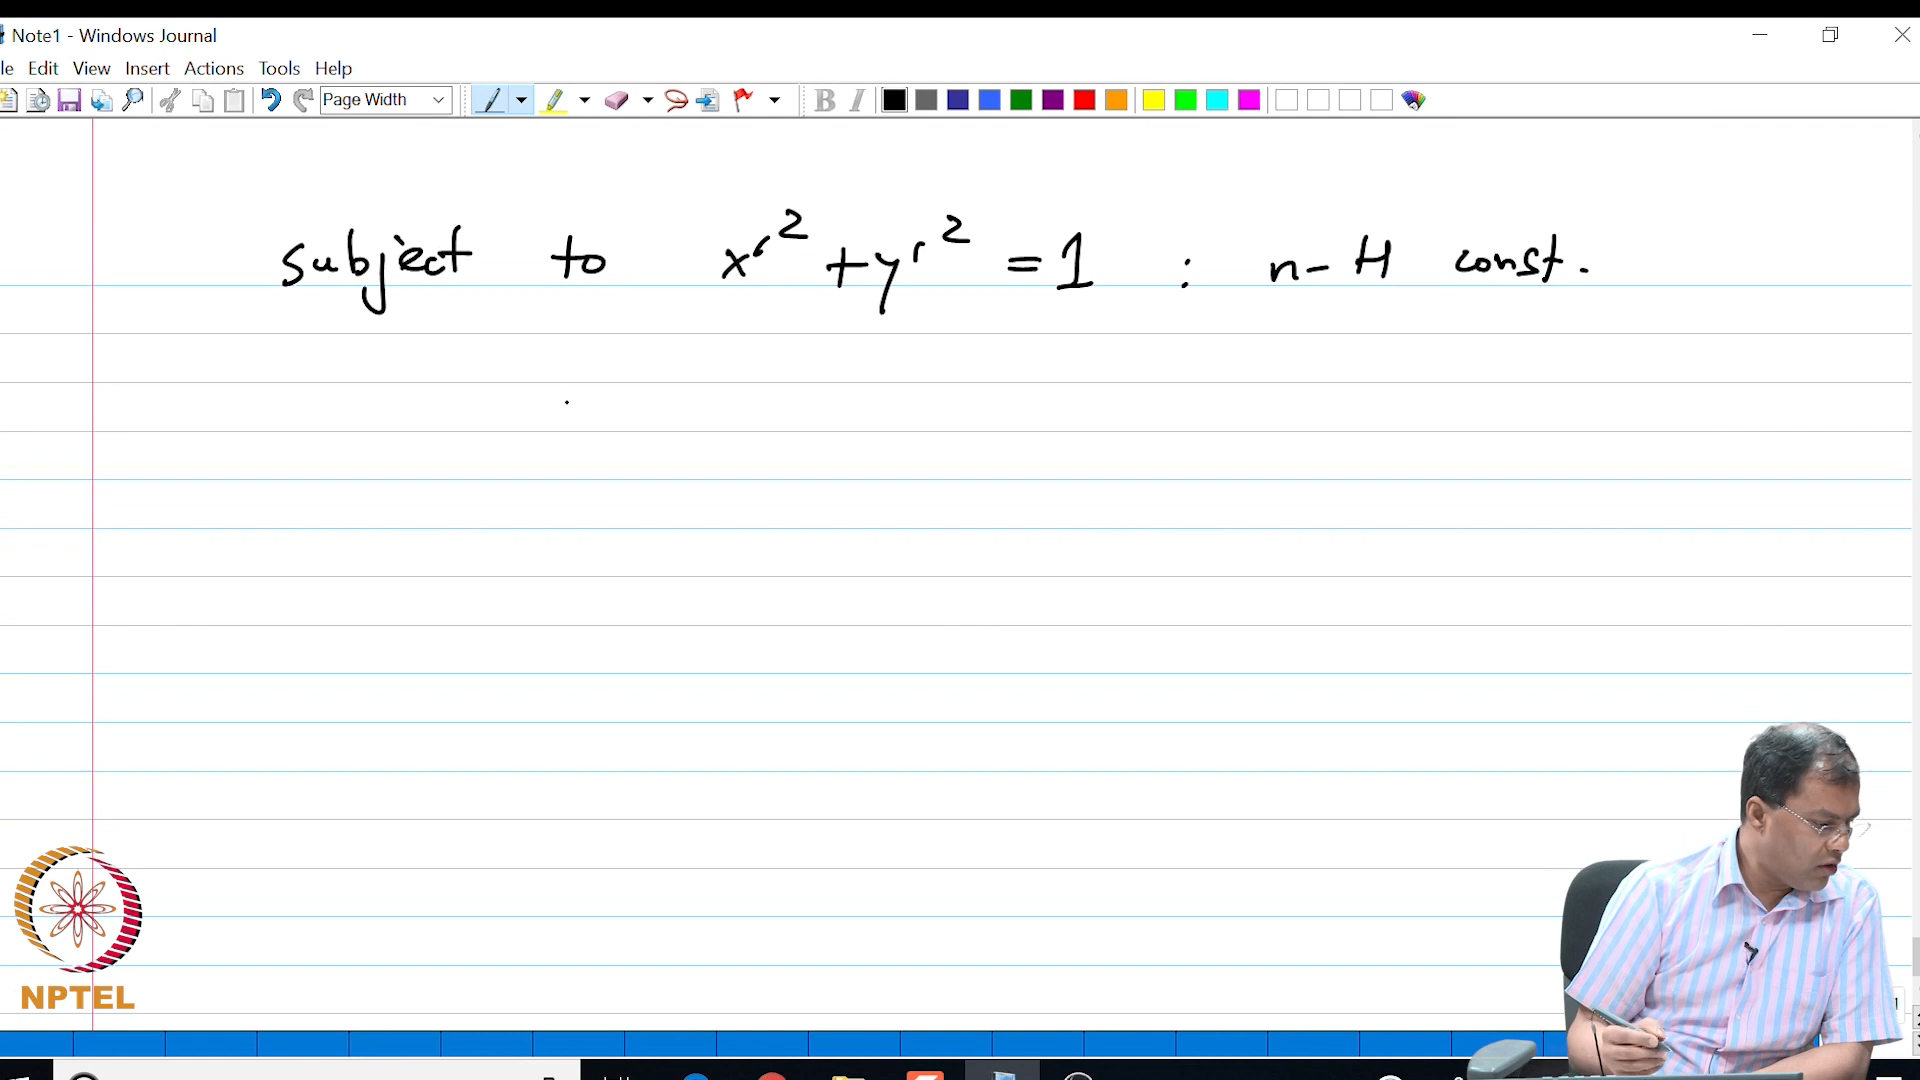 Note1 - Windows Journal
le Edit View Insert Actions Tools Help
Page Width
B I
subject to x'² + y'² = 1 : n-H const.
NPTEL